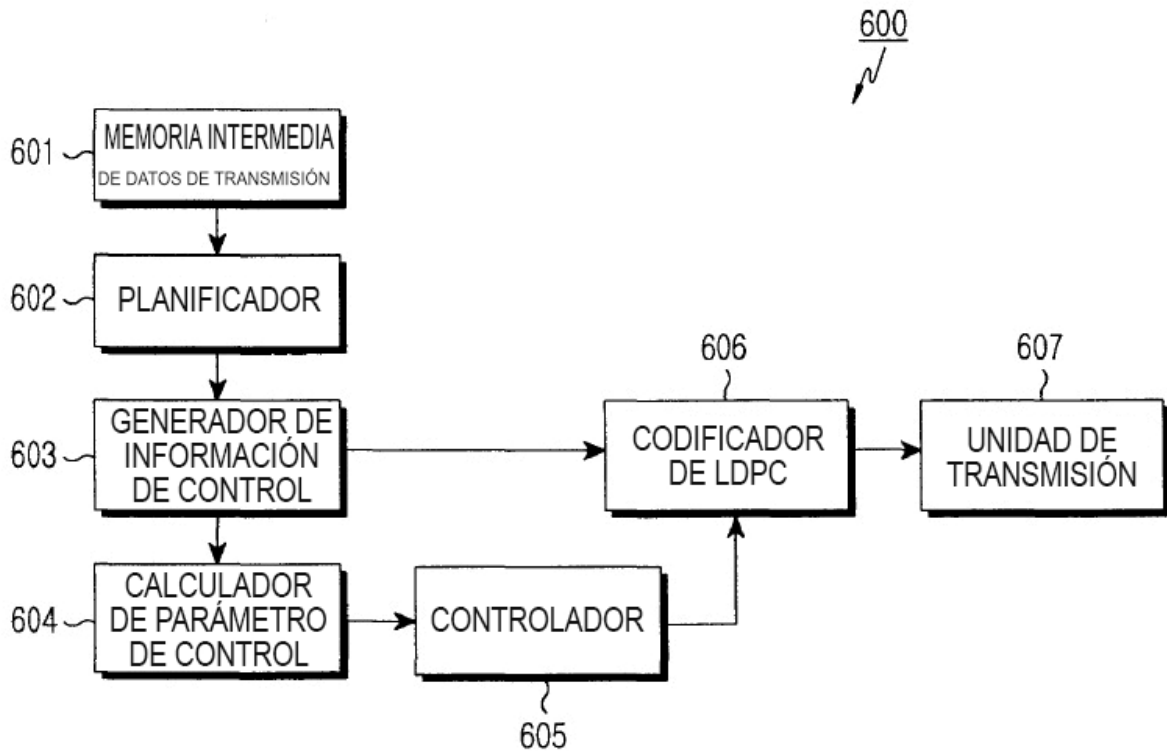 600
601
MEMORIA INTERMEDIA
DE DATOS DE TRANSMISIÓN
602
PLANIFICADOR
603
GENERADOR DE
INFORMACIÓN
DE CONTROL
606
CODIFICADOR
DE LDPC
607
UNIDAD DE
TRANSMISIÓN
604
CALCULADOR
DE PARÁMETRO
DE CONTROL
CONTROLADOR
605